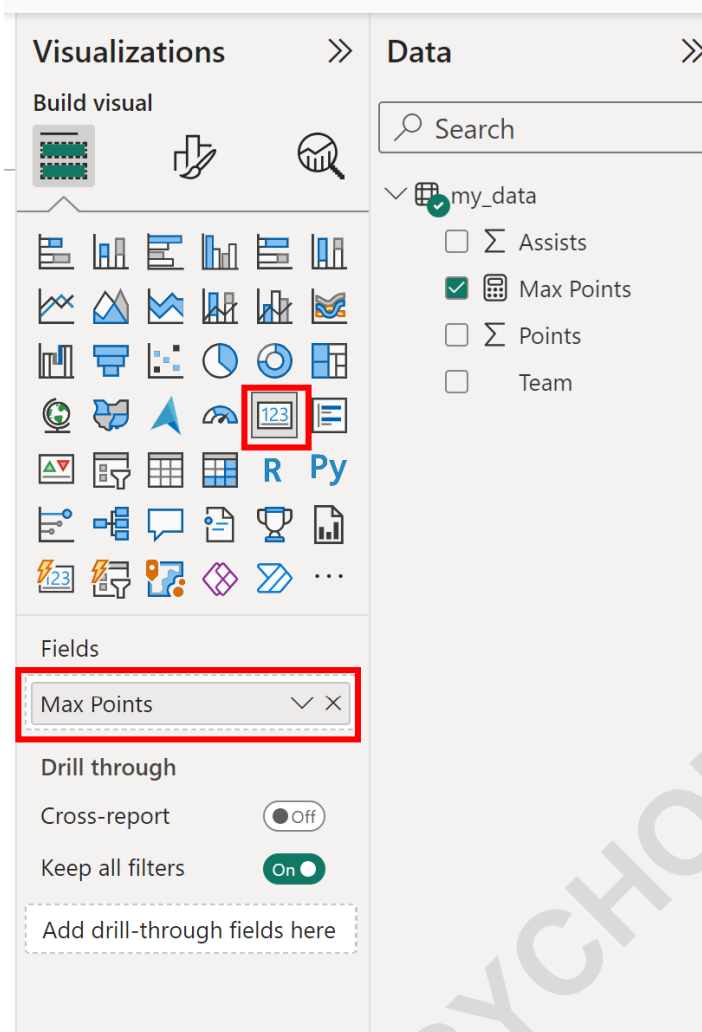 Visualizations
Build visual
123
R
Py
123
Fields
Max Points
Drill through
Cross-report
Off
Keep all filters
On
Add drill-through fields here
Data
Search
my_data
Assists
Max Points
Points
Team